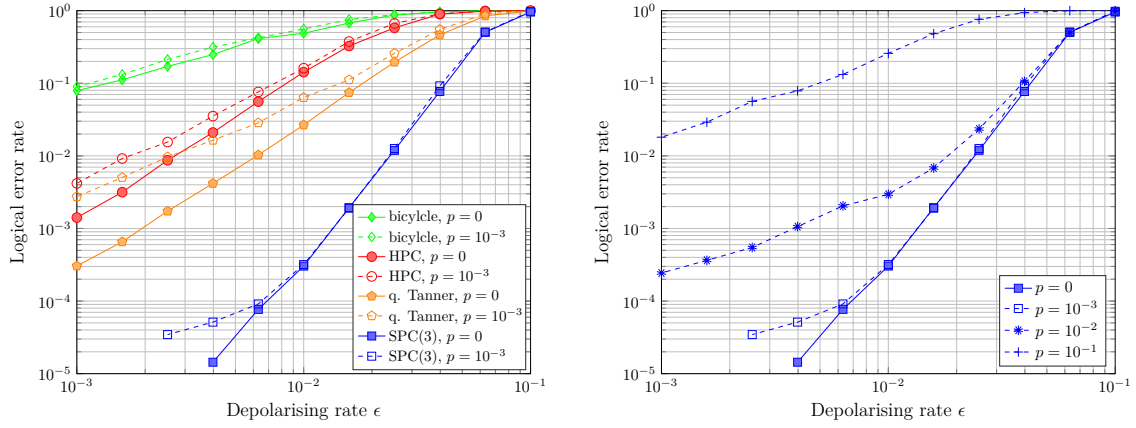 10^0
10^-1
10^-2
10^-3
10^-4
10^-5
Logical error rate
10^-3
10^-2
10^-1
Depolarising rate ϵ
bicylcle, p = 0
bicylcle, p = 10^-3
HPC, p = 0
HPC, p = 10^-3
q. Tanner, p = 0
q. Tanner, p = 10^-3
SPC(3), p = 0
SPC(3), p = 10^-3
10^0
10^-1
10^-2
10^-3
10^-4
10^-5
Logical error rate
10^-3
10^-2
10^-1
Depolarising rate ϵ
p = 0
p = 10^-3
p = 10^-2
p = 10^-1